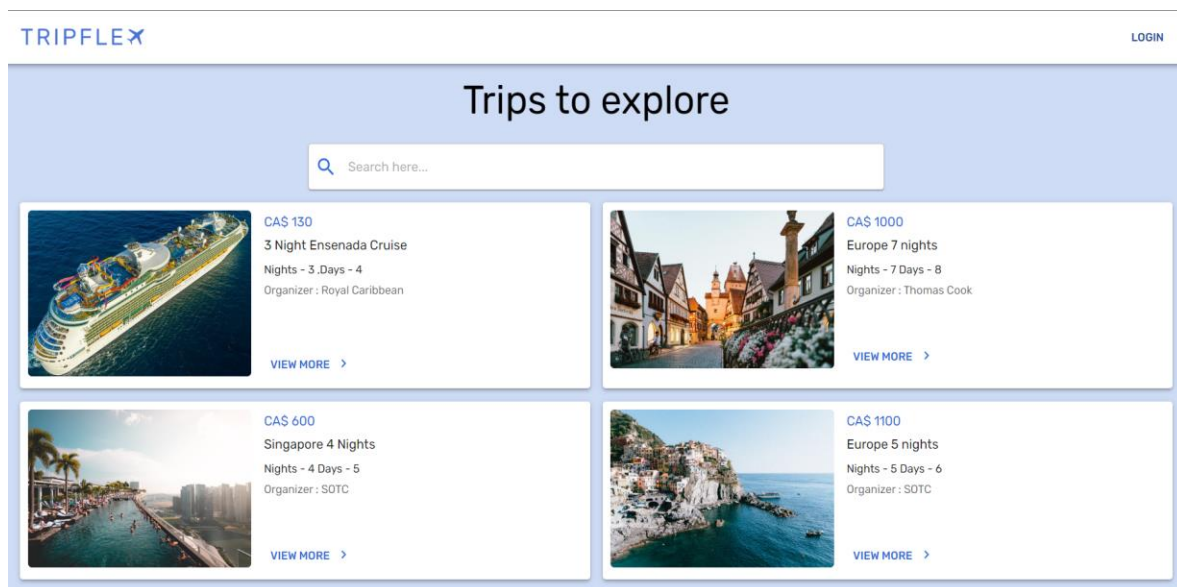 TRIPFLEX
LOGIN
Trips to explore
Search here...
CA$ 130
3 Night Ensenada Cruise
Nights - 3 ,Days - 4
Organizer : Royal Caribbean
VIEW MORE
CA$ 1000
Europe 7 nights
Nights - 7 Days - 8
Organizer : Thomas Cook
VIEW MORE
CA$ 600
Singapore 4 Nights
Nights - 4 Days - 5
Organizer : SOTC
VIEW MORE
CA$ 1100
Europe 5 nights
Nights - 5 Days - 6
Organizer : SOTC
VIEW MORE